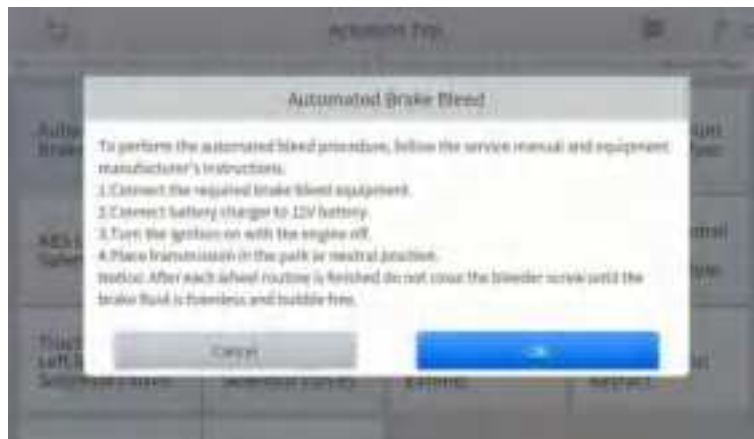 Actuation Test
Automated Brake Bleed
To perform the automated bleed procedure, follow the service manual and equipment
manufacturer's instructions.
1.Connect the required brake bleed equipment.
2.Connect battery charger to 12V battery.
3.Turn the ignition on with the engine off.
4.Place transmission in the park or neutral position.
Notice: After each wheel routine is finished do not close the bleeder screw until the
brake fluid is foamless and bubble free.
Cancel
OK